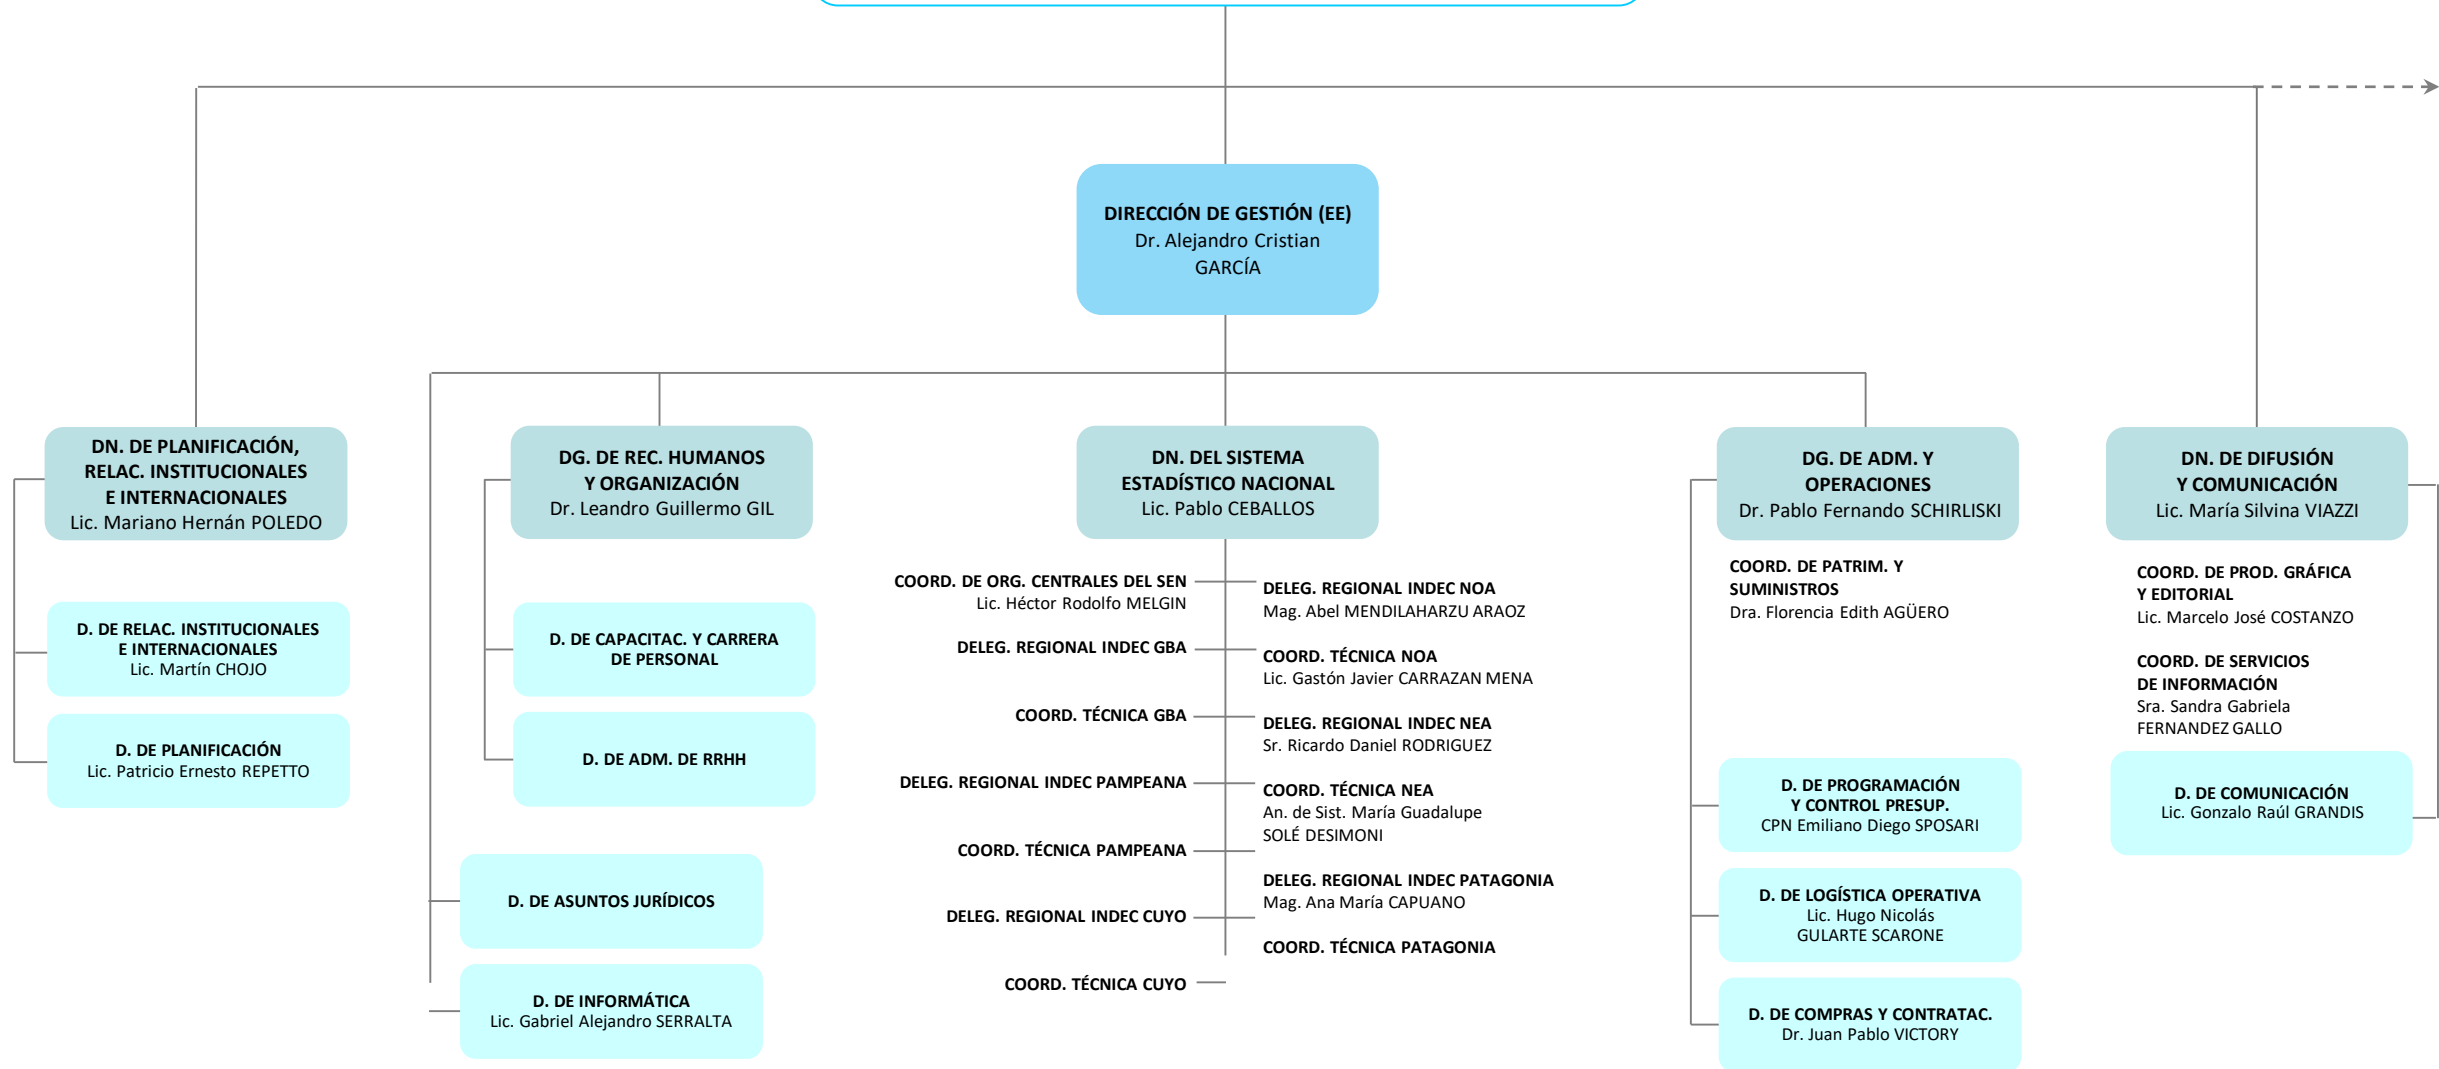 DIRECCIÓN DE GESTIÓN (EE)
Dr. Alejandro Cristian
GARCÍA
DN. DE PLANIFICACIÓN,
RELAC. INSTITUCIONALES
E INTERNACIONALES
Lic. Mariano Hernán POLEDO
D. DE RELAC. INSTITUCIONALES
E INTERNACIONALES
Lic. Martín CHOJO
D. DE PLANIFICACIÓN
Lic. Patricio Ernesto REPETTO
DG. DE REC. HUMANOS
Y ORGANIZACIÓN
Dr. Leandro Guillermo GIL
D. DE CAPACITAC. Y CARRERA
DE PERSONAL
D. DE ADM. DE RRHH
D. DE ASUNTOS JURÍDICOS
D. DE INFORMÁTICA
Lic. Gabriel Alejandro SERRALTA
DN. DEL SISTEMA
ESTADÍSTICO NACIONAL
Lic. Pablo CEBALLOS
COORD. DE ORG. CENTRALES DEL SEN
Lic. Héctor Rodolfo MELGIN
DELEG. REGIONAL INDEC GBA
COORD. TÉCNICA GBA
DELEG. REGIONAL INDEC PAMPEANA
COORD. TÉCNICA PAMPEANA
DELEG. REGIONAL INDEC CUYO
COORD. TÉCNICA CUYO
DELEG. REGIONAL INDEC NOA
Mag. Abel MENDILAHARZU ARAOZ
COORD. TÉCNICA NOA
Lic. Gastón Javier CARRAZAN MENA
DELEG. REGIONAL INDEC NEA
Sr. Ricardo Daniel RODRIGUEZ
COORD. TÉCNICA NEA
An. de Sist. María Guadalupe
SOLÉ DESIMONI
DELEG. REGIONAL INDEC PATAGONIA
Mag. Ana María CAPUANO
COORD. TÉCNICA PATAGONIA
DG. DE ADM. Y
OPERACIONES
Dr. Pablo Fernando SCHIRLISKI
COORD. DE PATRIM. Y
SUMINISTROS
Dra. Florencia Edith AGÜERO
D. DE PROGRAMACIÓN
Y CONTROL PRESUP.
CPN Emiliano Diego SPOSARI
D. DE LOGÍSTICA OPERATIVA
Lic. Hugo Nicolás
GULARTE SCARONE
D. DE COMPRAS Y CONTRATAC.
Dr. Juan Pablo VICTORY
DN. DE DIFUSIÓN
Y COMUNICACIÓN
Lic. María Silvina VIAZZI
COORD. DE PROD. GRÁFICA
Y EDITORIAL
Lic. Marcelo José COSTANZO
COORD. DE SERVICIOS
DE INFORMACIÓN
Sra. Sandra Gabriela
FERNANDEZ GALLO
D. DE COMUNICACIÓN
Lic. Gonzalo Raúl GRANDIS